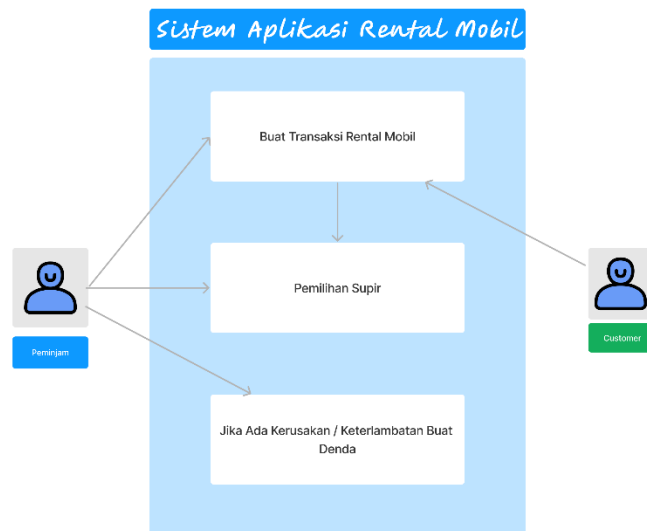 Sistem Aplikasi Rental Mobil
Buat Transaksi Rental Mobil
Pemilihan Supir
Peminjam
Customer
Jika Ada Kerusakan / Keterlambatan Buat
Denda